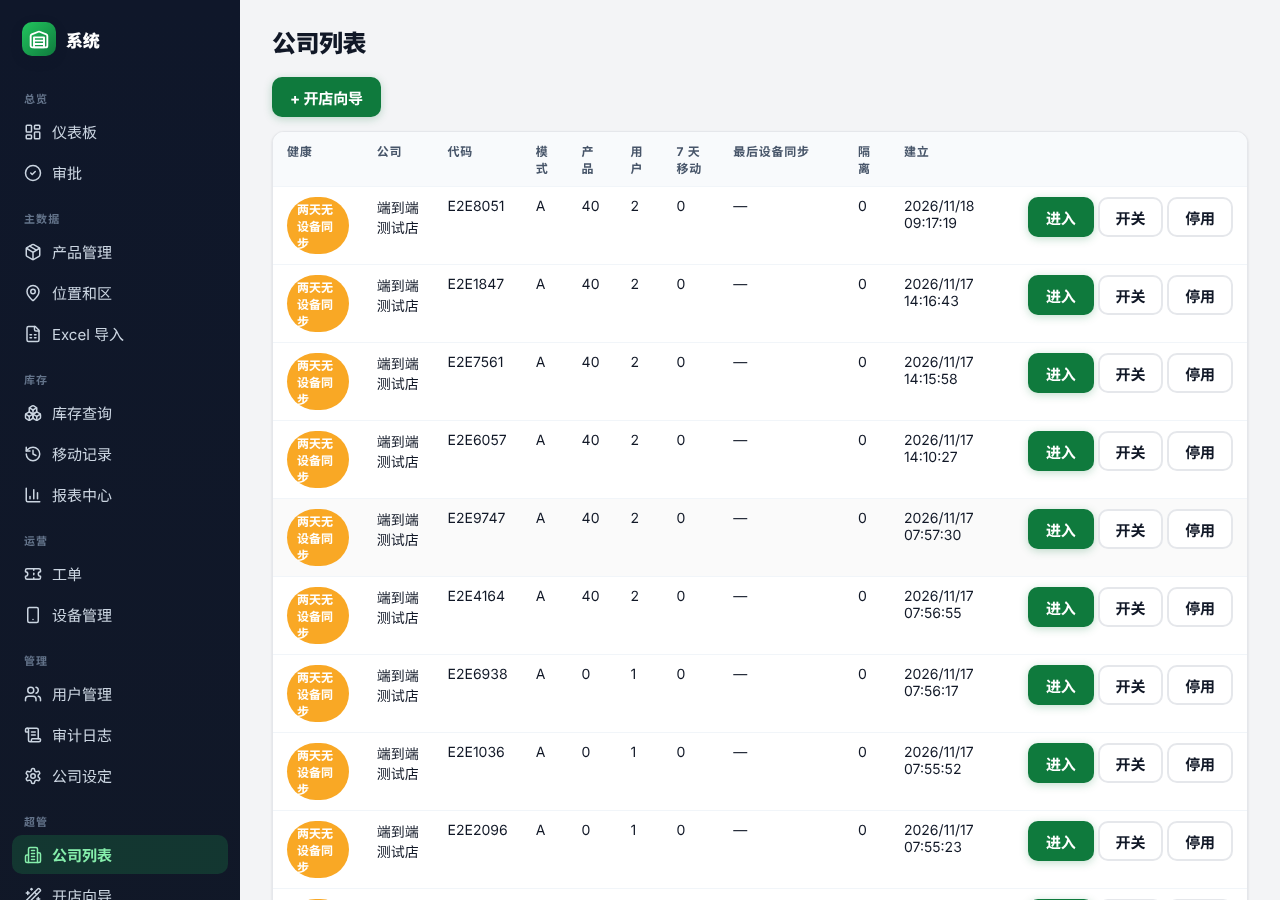 系统
总览
仪表板
审批
主数据
产品管理
位置和区
Excel 导入
库存
库存查询
移动记录
报表中心
运营
工单
设备管理
管理
用户管理
审计日志
公司设定
超管
公司列表
开店向导
公司列表
+ 开店向导
健康 公司 代码 模式 产品 用户 7 天移动 最后设备同步 隔离 建立
两天无设备同步 端到端测试店 E2E8051 A 40 2 0 — 0 2026/11/18 09:17:19 进入 开关 停用
两天无设备同步 端到端测试店 E2E1847 A 40 2 0 — 0 2026/11/17 14:16:43 进入 开关 停用
两天无设备同步 端到端测试店 E2E7561 A 40 2 0 — 0 2026/11/17 14:15:58 进入 开关 停用
两天无设备同步 端到端测试店 E2E6057 A 40 2 0 — 0 2026/11/17 14:10:27 进入 开关 停用
两天无设备同步 端到端测试店 E2E9747 A 40 2 0 — 0 2026/11/17 07:57:30 进入 开关 停用
两天无设备同步 端到端测试店 E2E4164 A 40 2 0 — 0 2026/11/17 07:56:55 进入 开关 停用
两天无设备同步 端到端测试店 E2E6938 A 0 1 0 — 0 2026/11/17 07:56:17 进入 开关 停用
两天无设备同步 端到端测试店 E2E1036 A 0 1 0 — 0 2026/11/17 07:55:52 进入 开关 停用
两天无设备同步 端到端测试店 E2E2096 A 0 1 0 — 0 2026/11/17 07:55:23 进入 开关 停用